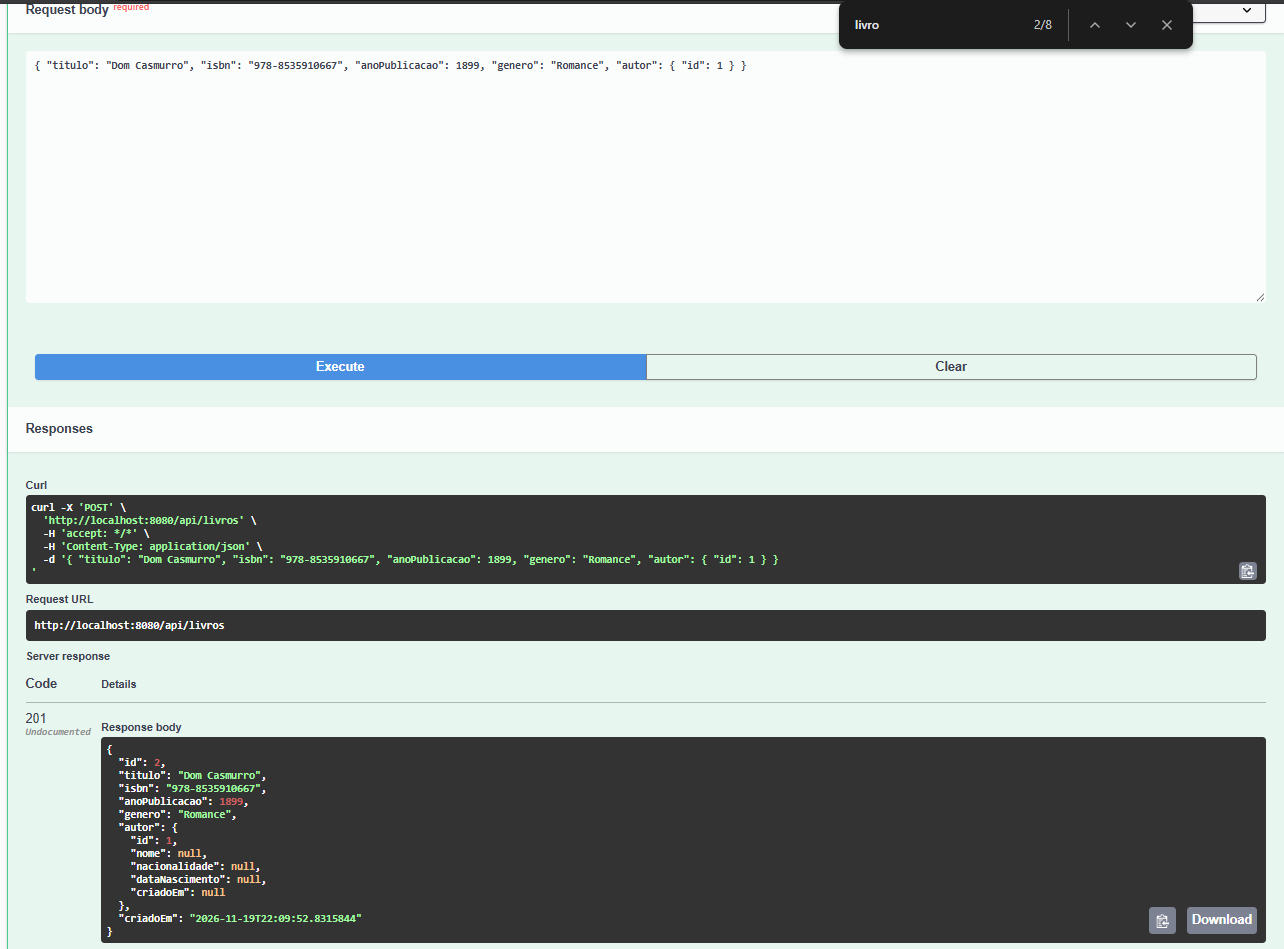 Request body required
livro 2/8
{ "titulo": "Dom Casmurro", "isbn": "978-8535910667", "anoPublicacao": 1899, "genero": "Romance", "autor": { "id": 1 } }
Execute
Clear
Responses
Curl
curl -X 'POST' \
  'http://localhost:8080/api/livros' \
  -H 'accept: */*' \
  -H 'Content-Type: application/json' \
  -d '{ "titulo": "Dom Casmurro", "isbn": "978-8535910667", "anoPublicacao": 1899, "genero": "Romance", "autor": { "id": 1 } }
'
Request URL
http://localhost:8080/api/livros
Server response
Code Details
201
Undocumented
Response body
{
  "id": 2,
  "titulo": "Dom Casmurro",
  "isbn": "978-8535910667",
  "anoPublicacao": 1899,
  "genero": "Romance",
  "autor": {
    "id": 1,
    "nome": null,
    "nacionalidade": null,
    "dataNascimento": null,
    "criadoEm": null
  },
  "criadoEm": "2026-11-19T22:09:52.8315844"
}
Download